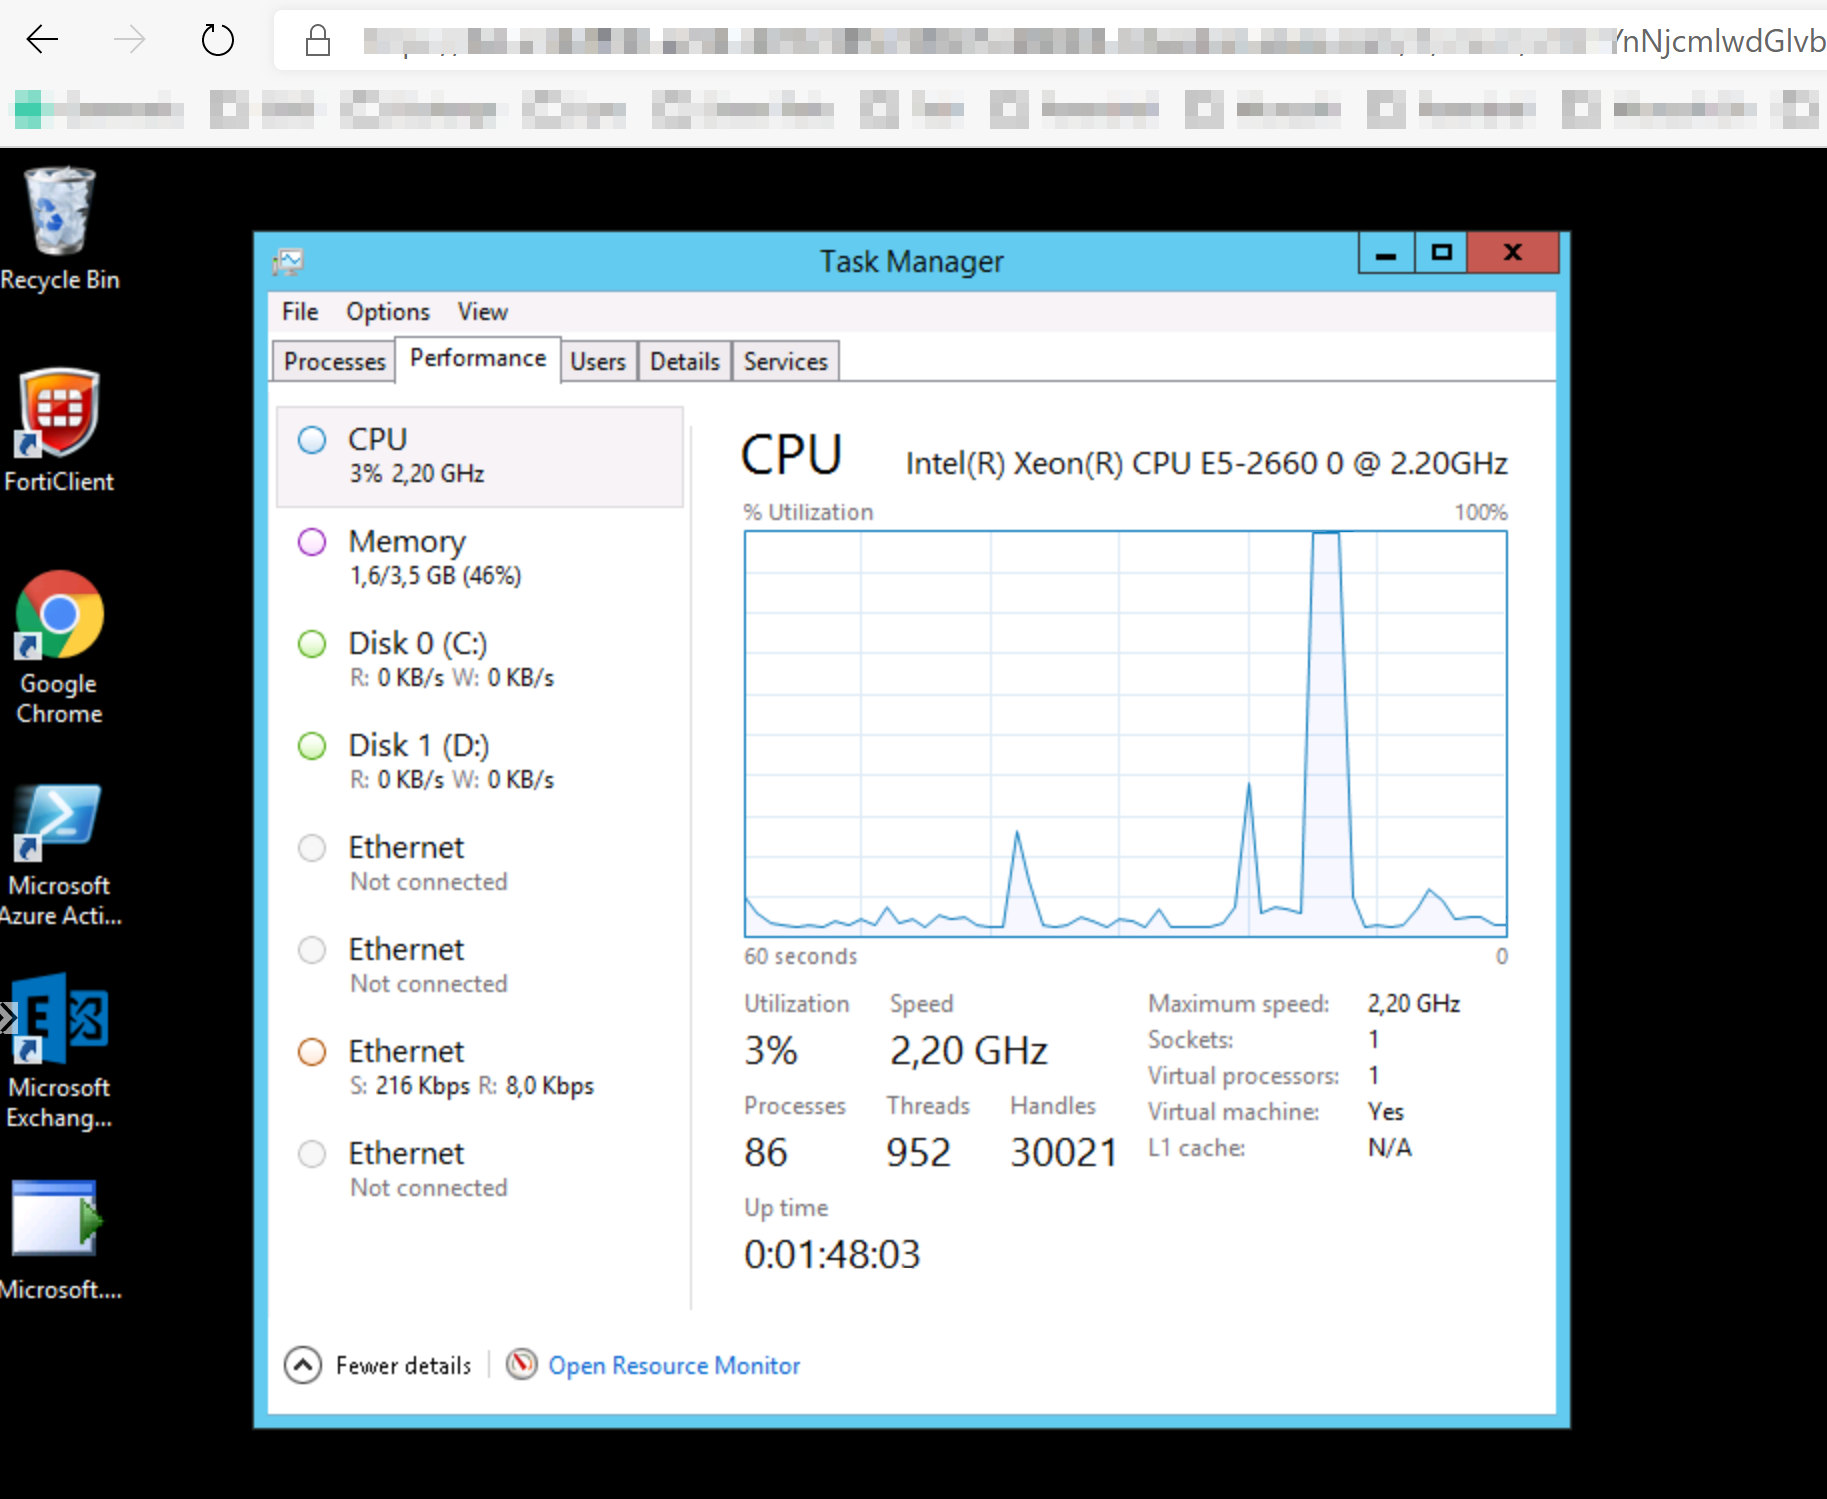 YnNjcmlwdGlvb
Recycle Bin
FortiClient
Google
Chrome
Microsoft
Azure Acti...
Microsoft
Exchang...
Microsoft....
Task Manager
File Options View
Processes Performance Users Details Services
CPU
3% 2,20 GHz
Memory
1,6/3,5 GB (46%)
Disk 0 (C:)
R: 0 KB/s W: 0 KB/s
Disk 1 (D:)
R: 0 KB/s W: 0 KB/s
Ethernet
Not connected
Ethernet
Not connected
Ethernet
S: 216 Kbps R: 8,0 Kbps
Ethernet
Not connected
CPU Intel(R) Xeon(R) CPU E5-2660 0 @ 2.20GHz
% Utilization 100%
60 seconds 0
Utilization Speed
3% 2,20 GHz
Processes Threads Handles
86 952 30021
Up time
0:01:48:03
Maximum speed: 2,20 GHz
Sockets: 1
Virtual processors: 1
Virtual machine: Yes
L1 cache: N/A
Fewer details Open Resource Monitor